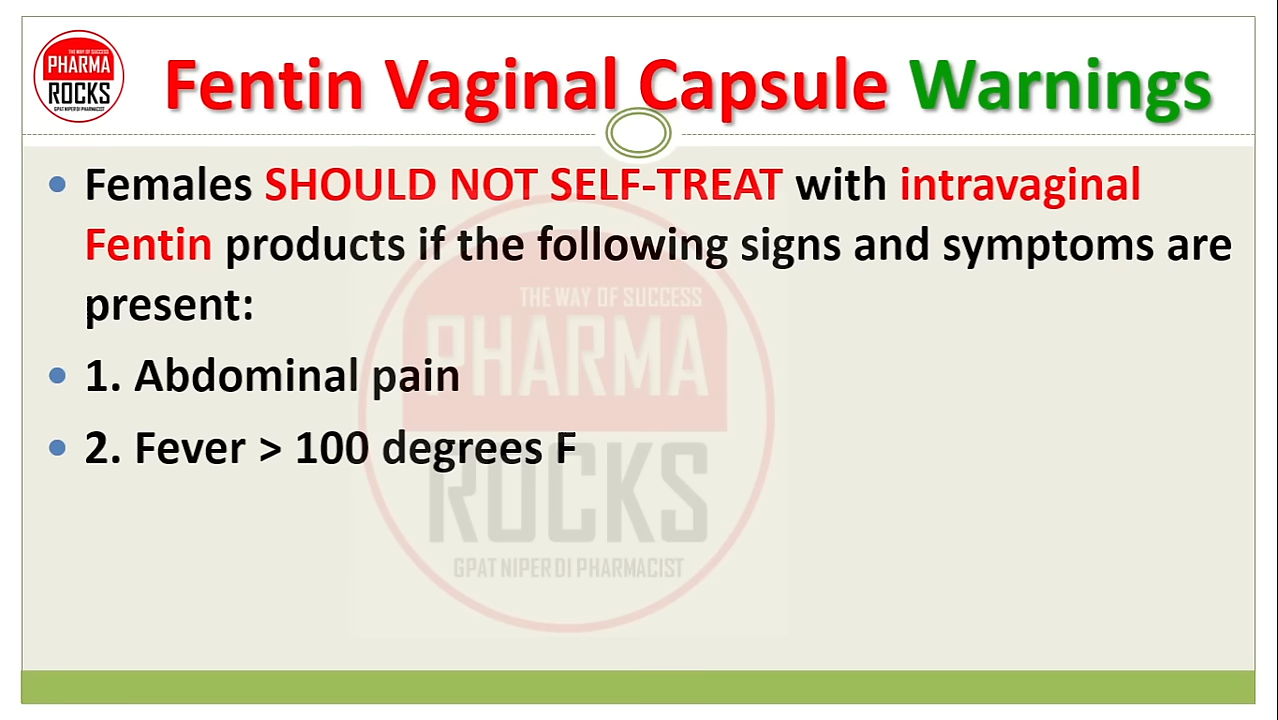 THE WAY OF SUCCESS
PHARMA
ROCKS
GPAT NIPER DI PHARMACIST
Fentin Vaginal Capsule Warnings
• Females SHOULD NOT SELF-TREAT with intravaginal
Fentin products if the following signs and symptoms are
present:
• 1. Abdominal pain
• 2. Fever > 100 degrees F
THE WAY OF SUCCESS
PHARMA
ROCKS
GPAT NIPER DI PHARMACIST